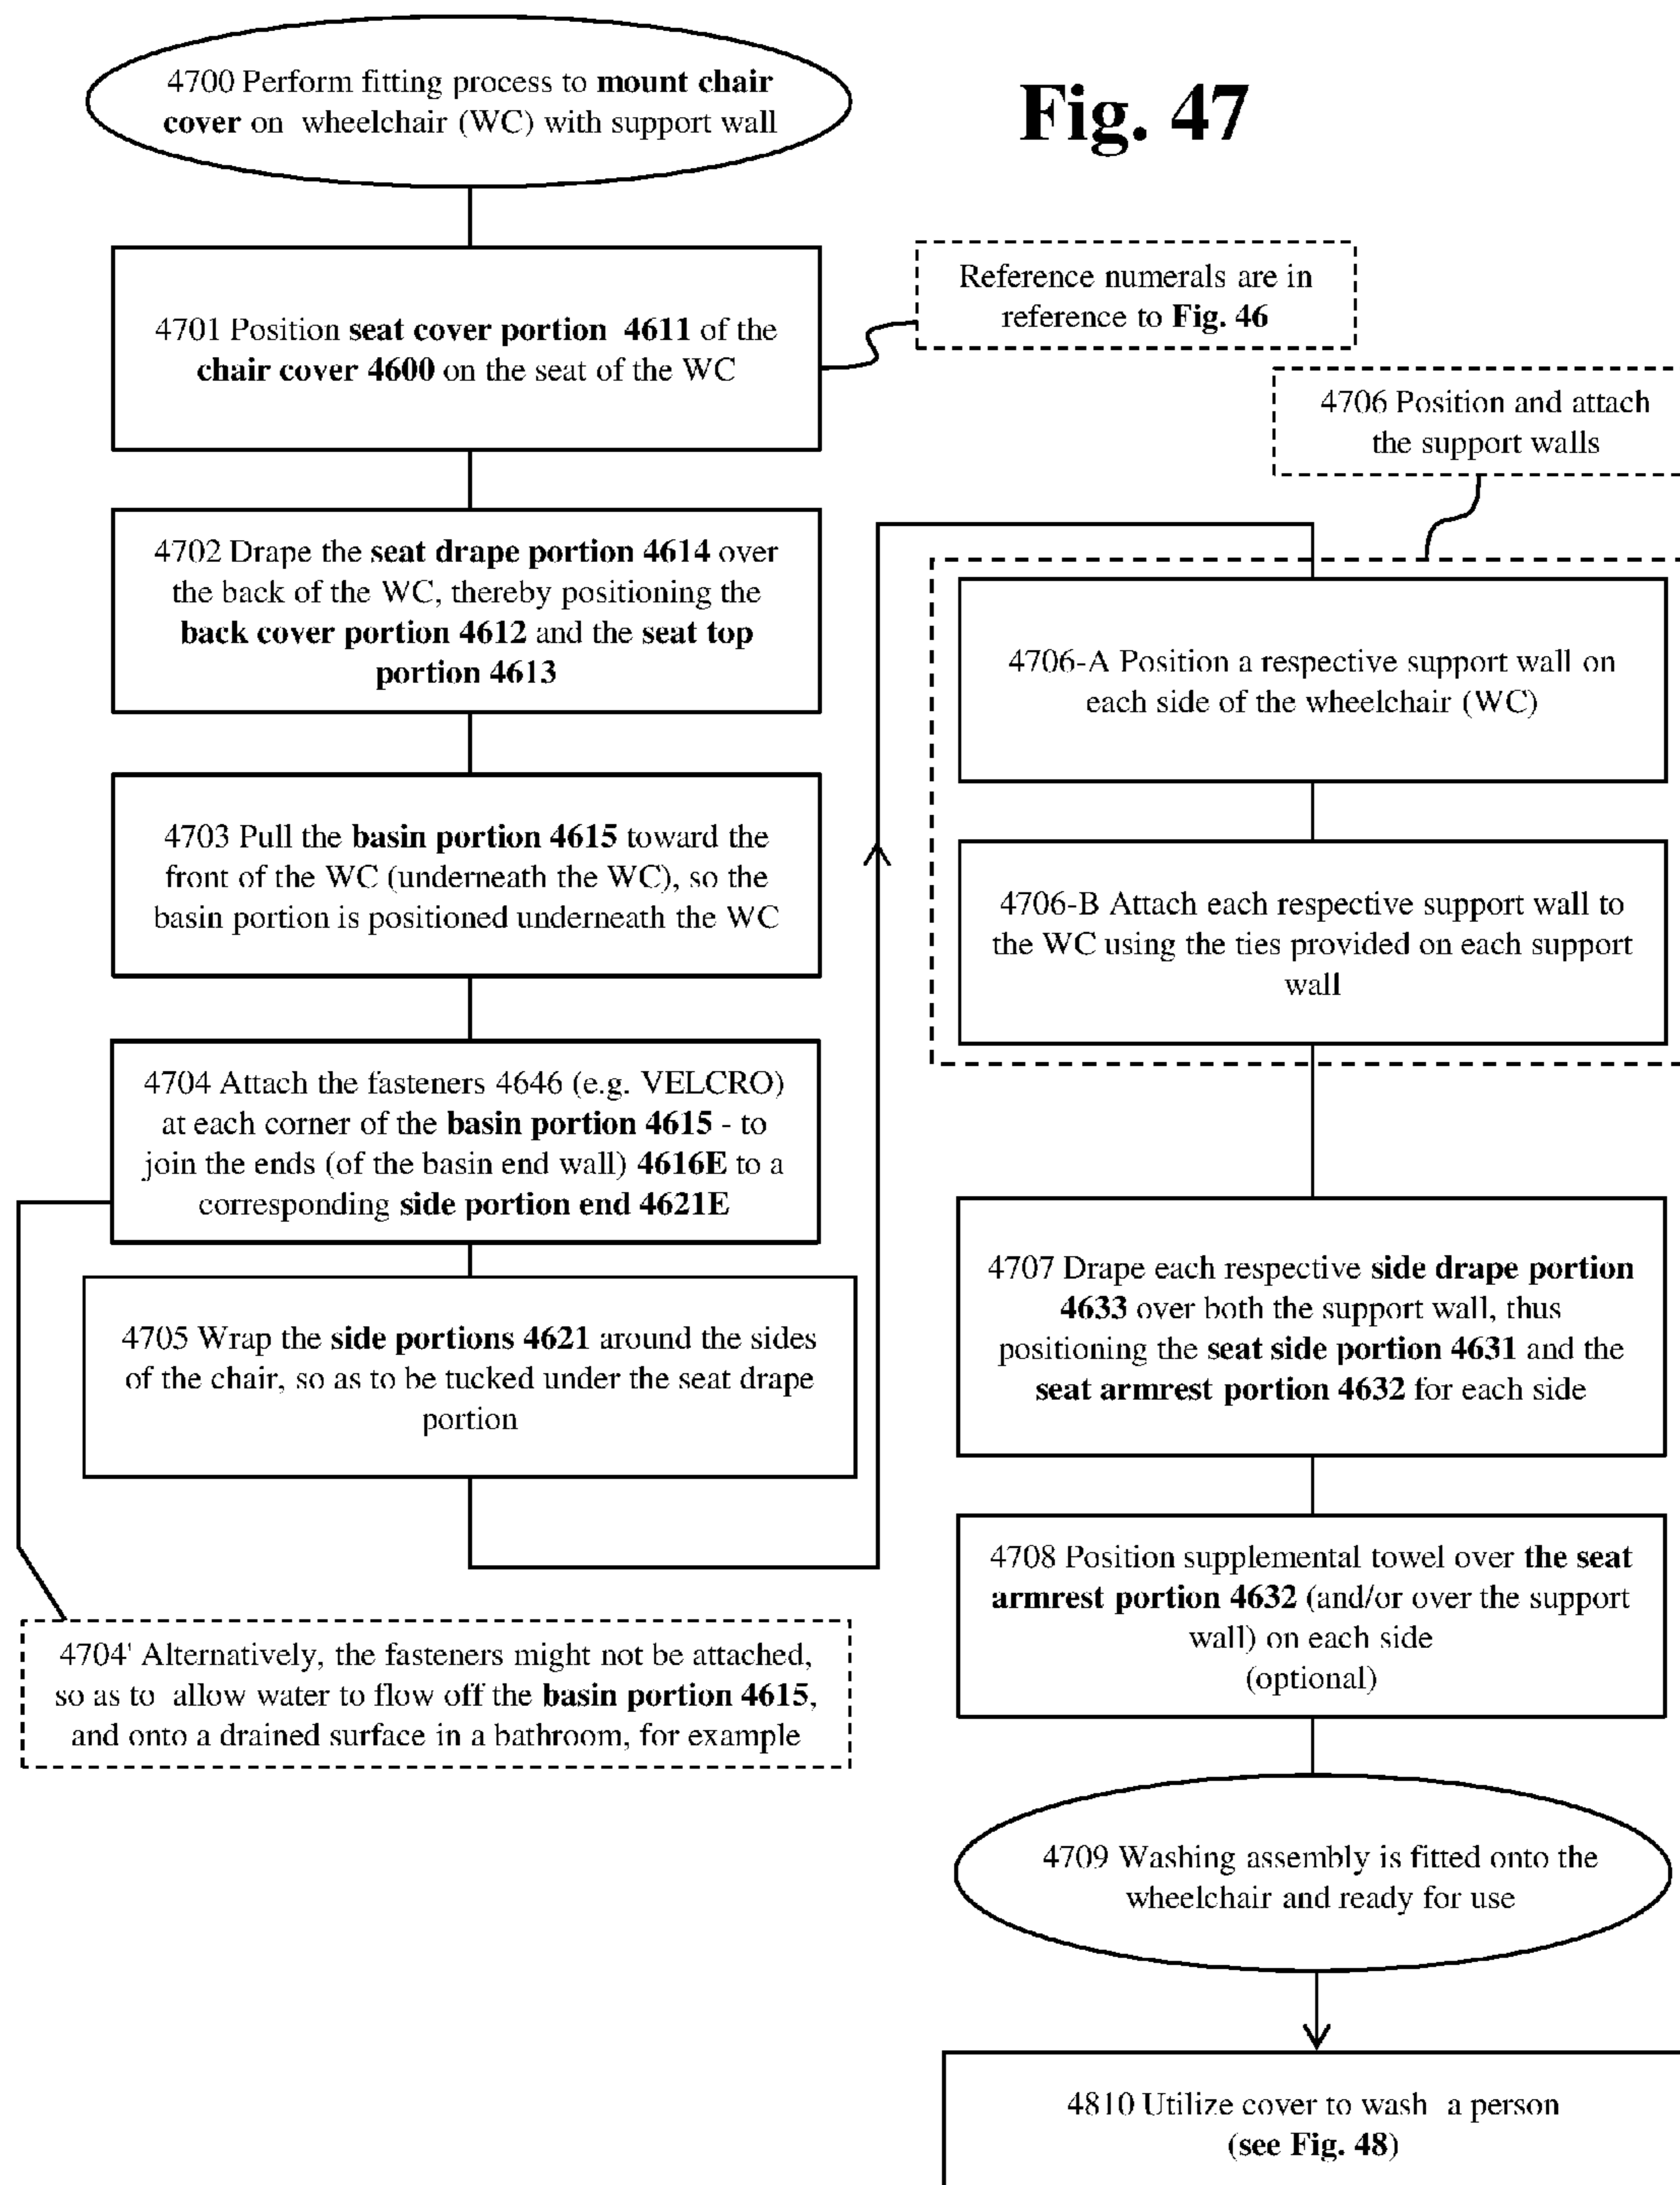 Fig. 47
4700 Perform fitting process to mount chair
cover on wheelchair (WC) with support wall
4701 Position seat cover portion 4611 of the
chair cover 4600 on the seat of the WC
Reference numerals are in
reference to Fig. 46
4702 Drape the seat drape portion 4614 over
the back of the WC, thereby positioning the
back cover portion 4612 and the seat top
portion 4613
4703 Pull the basin portion 4615 toward the
front of the WC (underneath the WC), so the
basin portion is positioned underneath the WC
4704 Attach the fasteners 4646 (e.g. VELCRO)
at each corner of the basin portion 4615 - to
join the ends (of the basin end wall) 4616E to a
corresponding side portion end 4621E
4705 Wrap the side portions 4621 around the sides
of the chair, so as to be tucked under the seat drape
portion
4704' Alternatively, the fasteners might not be attached,
so as to allow water to flow off the basin portion 4615,
and onto a drained surface in a bathroom, for example
4706 Position and attach
the support walls
4706-A Position a respective support wall on
each side of the wheelchair (WC)
4706-B Attach each respective support wall to
the WC using the ties provided on each support
wall
4707 Drape each respective side drape portion
4633 over both the support wall, thus
positioning the seat side portion 4631 and the
seat armrest portion 4632 for each side
4708 Position supplemental towel over the seat
armrest portion 4632 (and/or over the support
wall) on each side
(optional)
4709 Washing assembly is fitted onto the
wheelchair and ready for use
4810 Utilize cover to wash a person
(see Fig. 48)